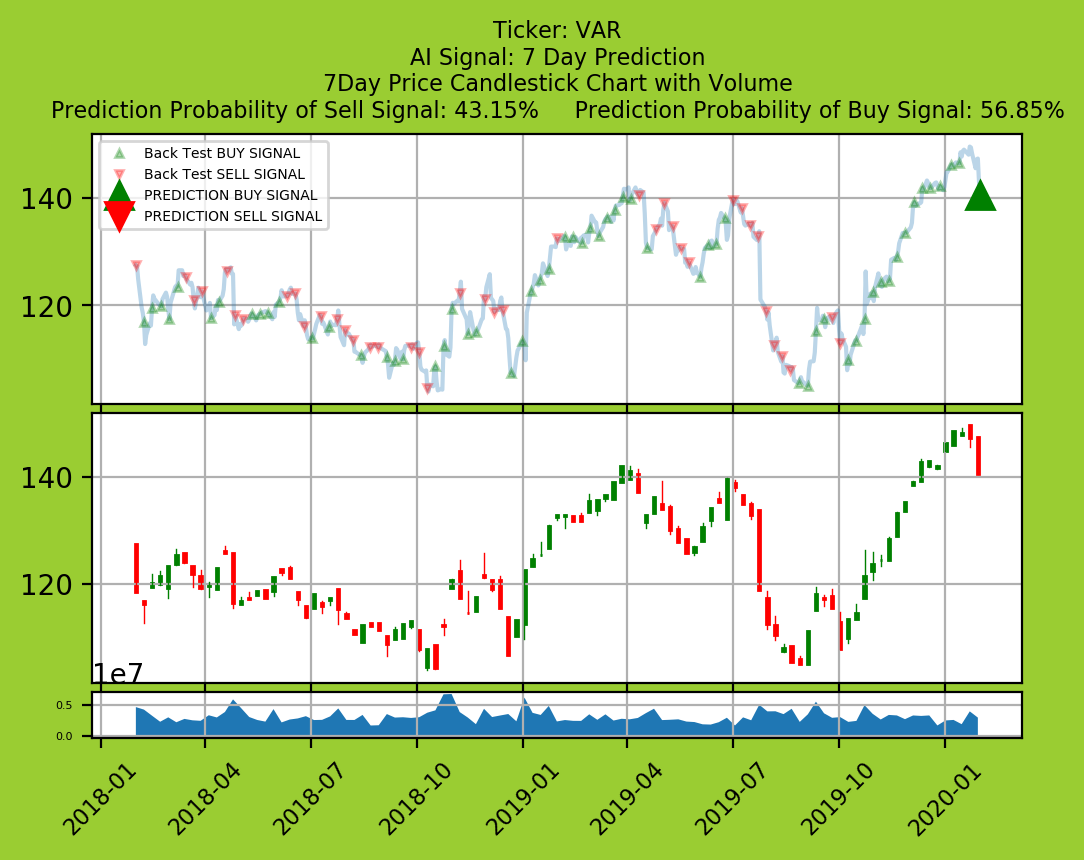 Ticker: VAR
AI Signal: 7 Day Prediction
7Day Price Candlestick Chart with Volume
Prediction Probability of Sell Signal: 43.15% Prediction Probability of Buy Signal: 56.85%
Back Test BUY SIGNAL
Back Test SELL SIGNAL
PREDICTION BUY SIGNAL
PREDICTION SELL SIGNAL
140
120
140
120
1e7
0.5
0.0
2018-01 2018-04 2018-07 2018-10 2019-01 2019-04 2019-07 2019-10 2020-01